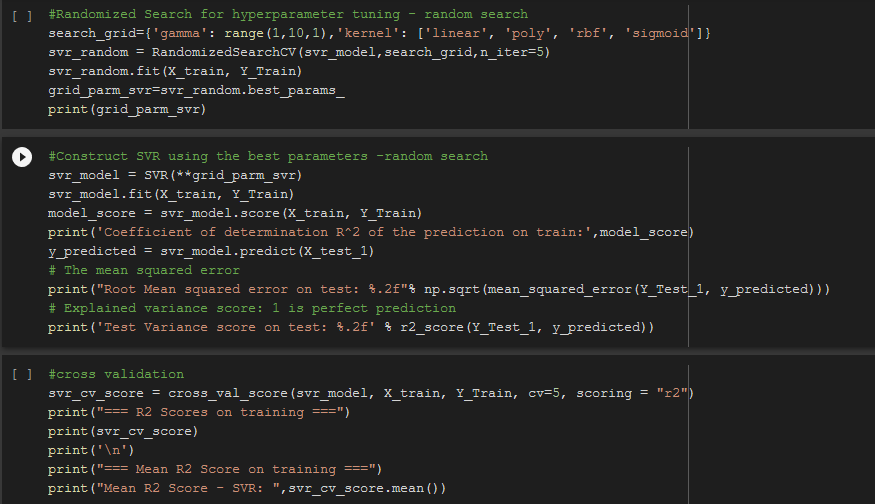 [ ] #Randomized Search for hyperparameter tuning - random search
search_grid={'gamma': range(1,10,1),'kernel': ['linear', 'poly', 'rbf', 'sigmoid']}
svr_random = RandomizedSearchCV(svr_model,search_grid,n_iter=5)
svr_random.fit(X_train, Y_Train)
grid_parm_svr=svr_random.best_params_
print(grid_parm_svr)
#Construct SVR using the best parameters -random search
svr_model = SVR(**grid_parm_svr)
svr_model.fit(X_train, Y_Train)
model_score = svr_model.score(X_train, Y_Train)
print('Coefficient of determination R^2 of the prediction on train:',model_score)
y_predicted = svr_model.predict(X_test_1)
# The mean squared error
print("Root Mean squared error on test: %.2f"% np.sqrt(mean_squared_error(Y_Test_1, y_predicted)))
# Explained variance score: 1 is perfect prediction
print('Test Variance score on test: %.2f' % r2_score(Y_Test_1, y_predicted))
[ ] #cross validation
svr_cv_score = cross_val_score(svr_model, X_train, Y_Train, cv=5, scoring = "r2")
print("=== R2 Scores on training ===")
print(svr_cv_score)
print('\n')
print("=== Mean R2 Score on training ===")
print("Mean R2 Score - SVR: ",svr_cv_score.mean())